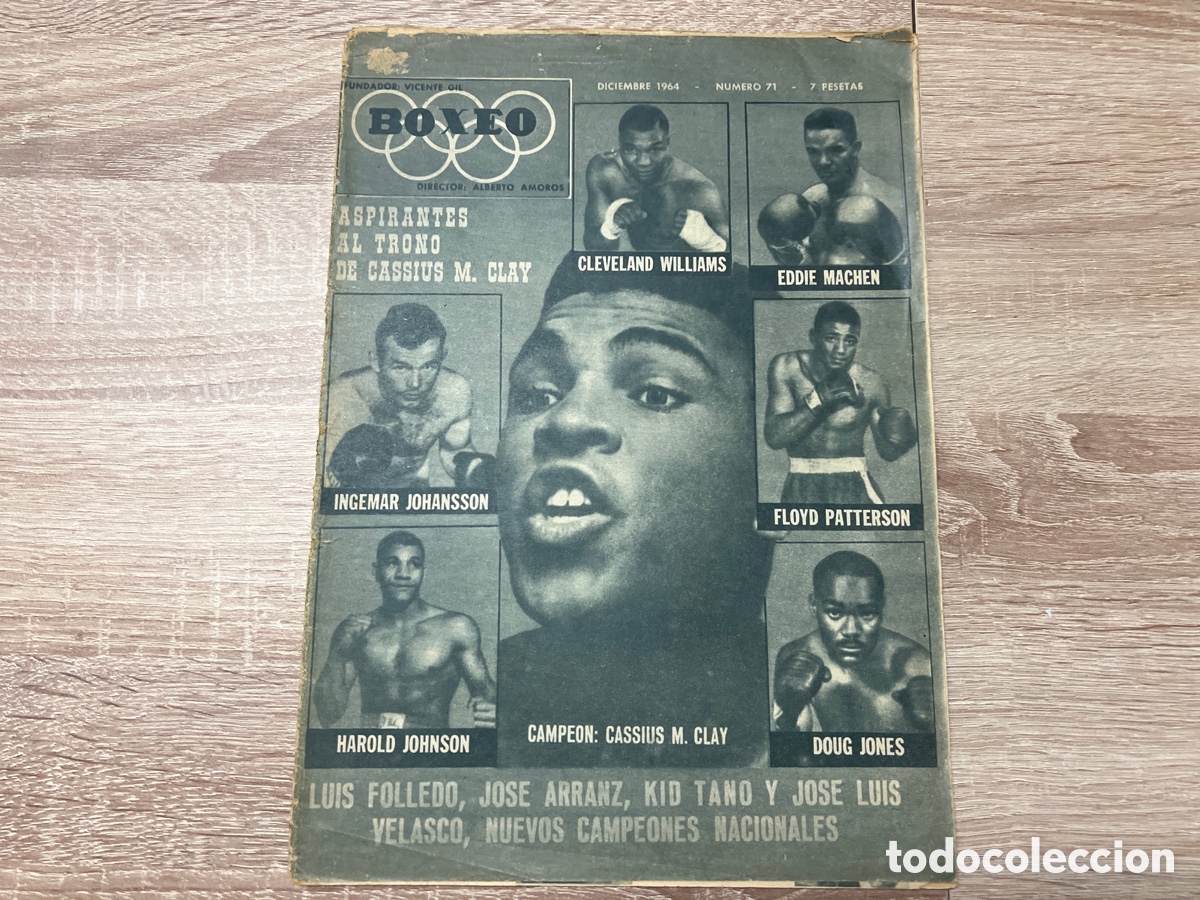 FUNDADOR: VICENTE GIL
BOXEO
DIRECTOR: ALBERTO AMOROS
DICIEMBRE 1964 - NUMERO 71 - 7 PESETAS
ASPIRANTES
AL TRONO
DE CASSIUS M. CLAY
CLEVELAND WILLIAMS
EDDIE MACHEN
INGEMAR JOHANSSON
FLOYD PATTERSON
HAROLD JOHNSON
CAMPEON: CASSIUS M. CLAY
DOUG JONES
LUIS FOLLEDO, JOSE ARRANZ, KID TANO Y JOSE LUIS
VELASCO, NUEVOS CAMPEONES NACIONALES
todocoleccion